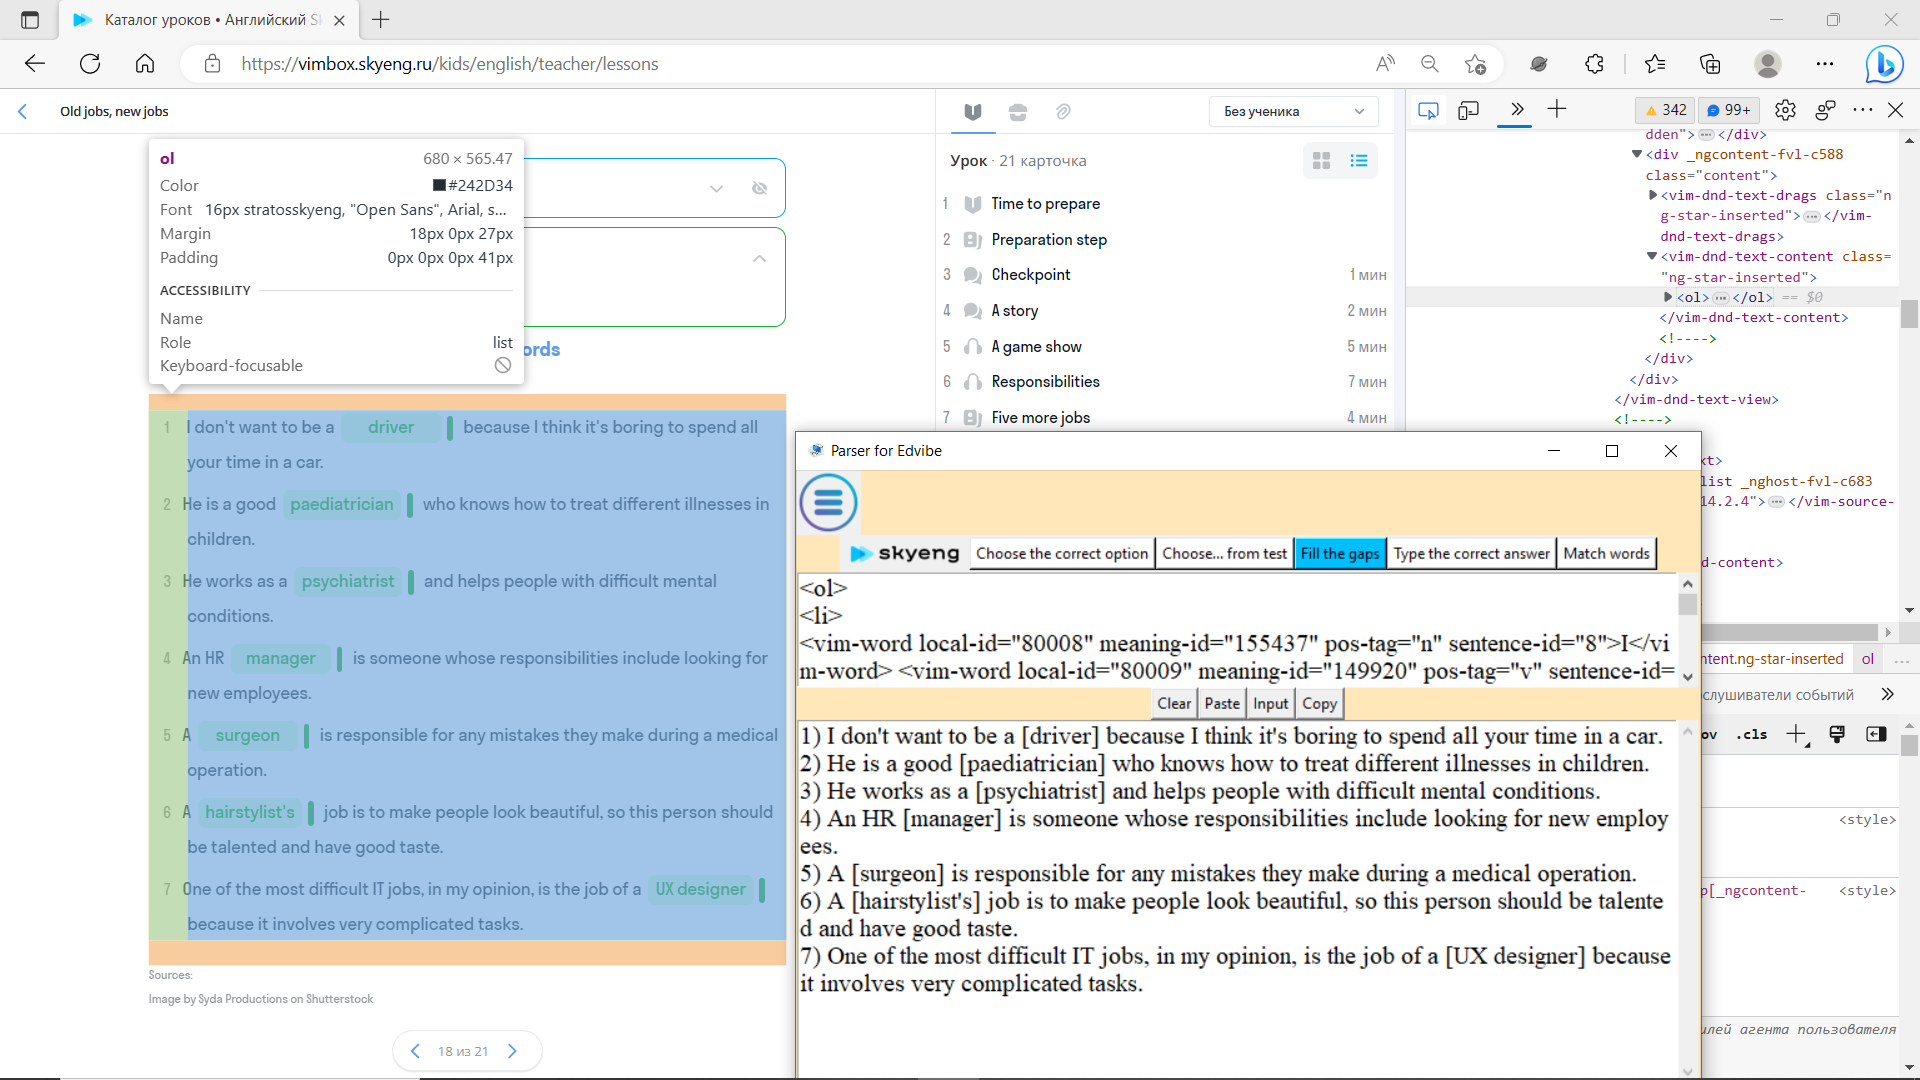 Каталог уроков • Английский Sk
https://vimbox.skyeng.ru/kids/english/teacher/lessons
Old jobs, new jobs
ol 680 × 565.47
Color #242D34
Font 16px stratosskyeng, "Open Sans", Arial, s...
Margin 18px 0px 27px
Padding 0px 0px 0px 41px
ACCESSIBILITY
Name
Role list
Keyboard-focusable
ords
1 I don't want to be a driver because I think it's boring to spend all
your time in a car.
2 He is a good paediatrician who knows how to treat different illnesses in
children.
3 He works as a psychiatrist and helps people with difficult mental
conditions.
4 An HR manager is someone whose responsibilities include looking for
new employees.
5 A surgeon is responsible for any mistakes they make during a medical
operation.
6 A hairstylist's job is to make people look beautiful, so this person should
be talented and have good taste.
7 One of the most difficult IT jobs, in my opinion, is the job of a UX designer
because it involves very complicated tasks.
Sources:
Image by Syda Productions on Shutterstock
18 из 21
Без ученика
Урок · 21 карточка
1 Time to prepare
2 Preparation step
3 Checkpoint 1 мин
4 A story 2 мин
5 A game show 5 мин
6 Responsibilities 7 мин
7 Five more jobs 4 мин
Parser for Edvibe
skyeng Choose the correct option Choose... from test Fill the gaps Type the correct answer Match words
<ol>
<li>
<vim-word local-id="80008" meaning-id="155437" pos-tag="n" sentence-id="8">I</vi
m-word> <vim-word local-id="80009" meaning-id="149920" pos-tag="v" sentence-id=
Clear Paste Input Copy
1) I don't want to be a [driver] because I think it's boring to spend all your time in a car.
2) He is a good [paediatrician] who knows how to treat different illnesses in children.
3) He works as a [psychiatrist] and helps people with difficult mental conditions.
4) An HR [manager] is someone whose responsibilities include looking for new employ
ees.
5) A [surgeon] is responsible for any mistakes they make during a medical operation.
6) A [hairstylist's] job is to make people look beautiful, so this person should be talente
d and have good taste.
7) One of the most difficult IT jobs, in my opinion, is the job of a [UX designer] because
it involves very complicated tasks.
342 99+
dden">...</div>
<div _ngcontent-fvl-c588
class="content">
<vim-dnd-text-drags class="n
g-star-inserted">...</vim-
dnd-text-drags>
<vim-dnd-text-content class=
"ng-star-inserted">
<ol>...</ol> == $0
</vim-dnd-text-content>
<!---->
</div>
</div>
</vim-dnd-text-view>
<!---->
xt>
list _nghost-fvl-c683
14.2.4">...</vim-source-
d-content>
ntent.ng-star-inserted ol ...
слушиватели событий
ov .cls
<style>
p[_ngcontent- <style>
илей агента пользователя